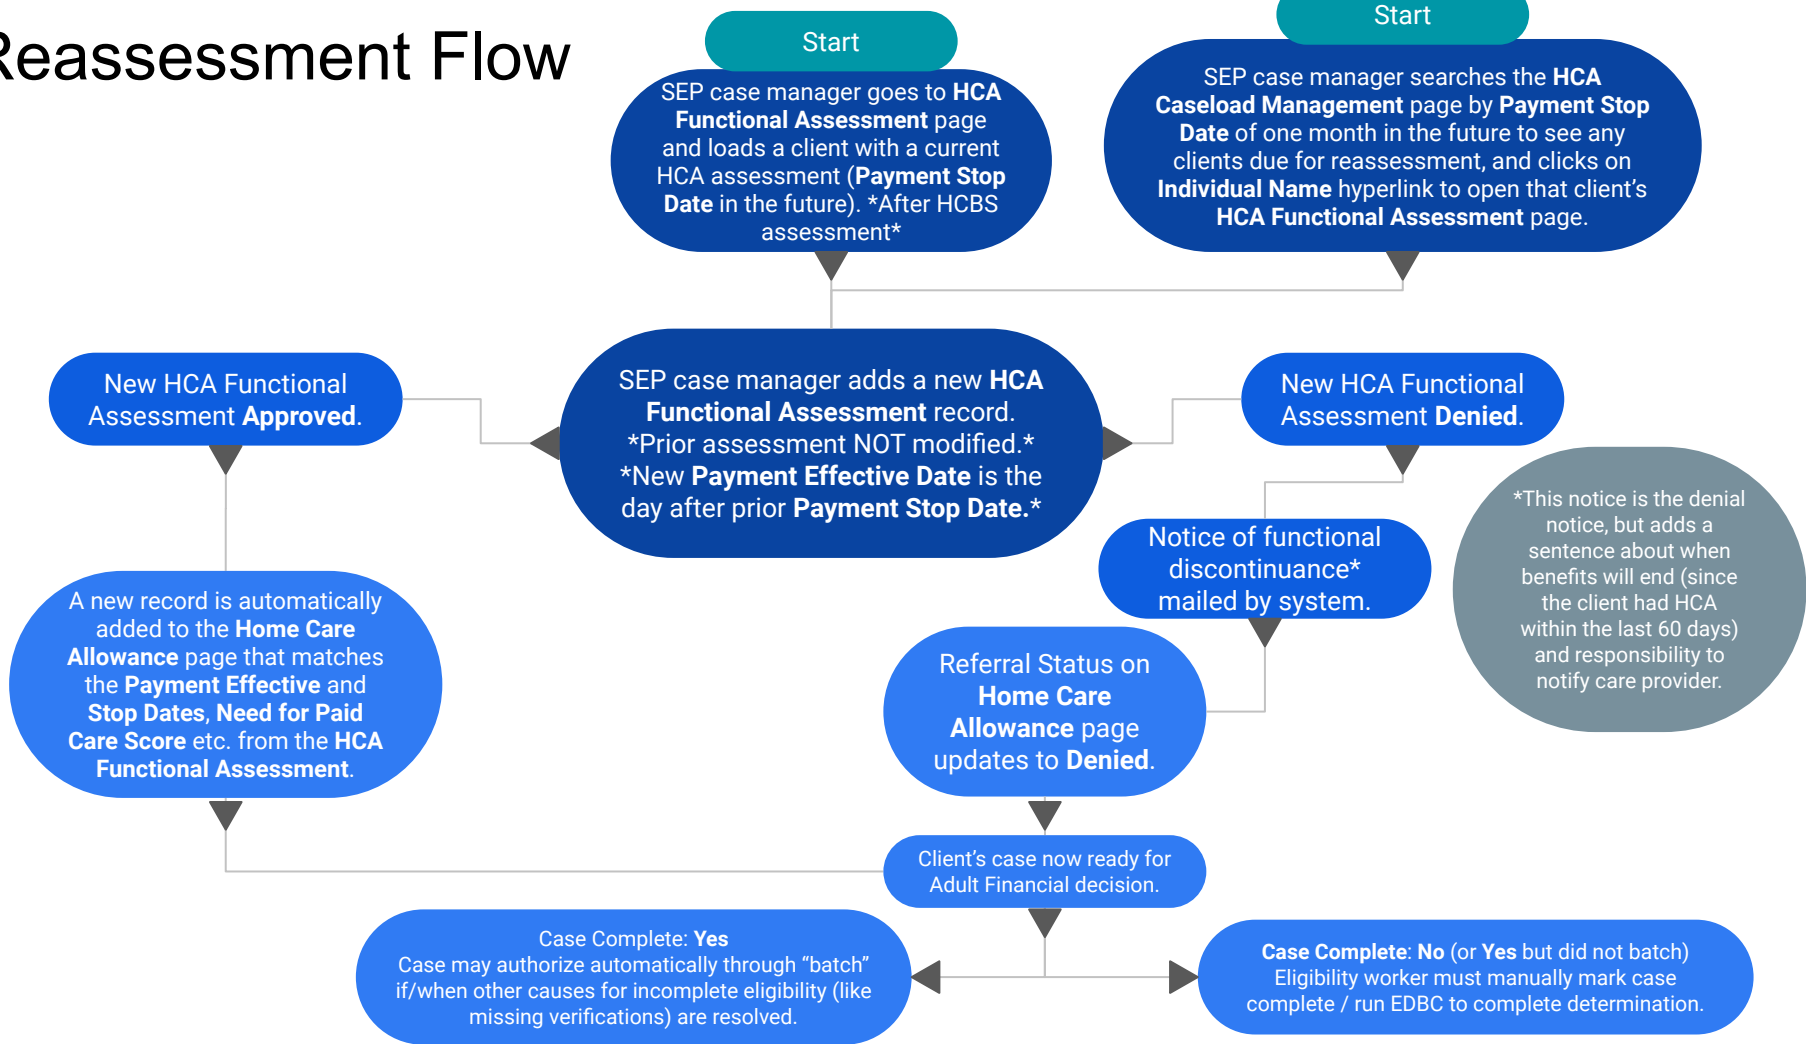 Reassessment Flow
Start
SEP case manager goes to HCA
Functional Assessment page
and loads a client with a current
HCA assessment (Payment Stop
Date in the future). *After HCBS
assessment*
Start
SEP case manager searches the HCA
Caseload Management page by Payment Stop
Date of one month in the future to see any
clients due for reassessment, and clicks on
Individual Name hyperlink to open that client’s
HCA Functional Assessment page.
SEP case manager adds a new HCA
Functional Assessment record.
*Prior assessment NOT modified.*
*New Payment Effective Date is the
day after prior Payment Stop Date.*
New HCA Functional
Assessment Approved.
New HCA Functional
Assessment Denied.
*This notice is the denial
notice, but adds a
sentence about when
benefits will end (since
the client had HCA
within the last 60 days)
and responsibility to
notify care provider.
Notice of functional
discontinuance*
mailed by system.
A new record is automatically
added to the Home Care
Allowance page that matches
the Payment Effective and
Stop Dates, Need for Paid
Care Score etc. from the HCA
Functional Assessment.
Referral Status on
Home Care
Allowance page
updates to Denied.
Client’s case now ready for
Adult Financial decision.
Case Complete: Yes
Case may authorize automatically through “batch”
if/when other causes for incomplete eligibility (like
missing verifications) are resolved.
Case Complete: No (or Yes but did not batch)
Eligibility worker must manually mark case
complete / run EDBC to complete determination.